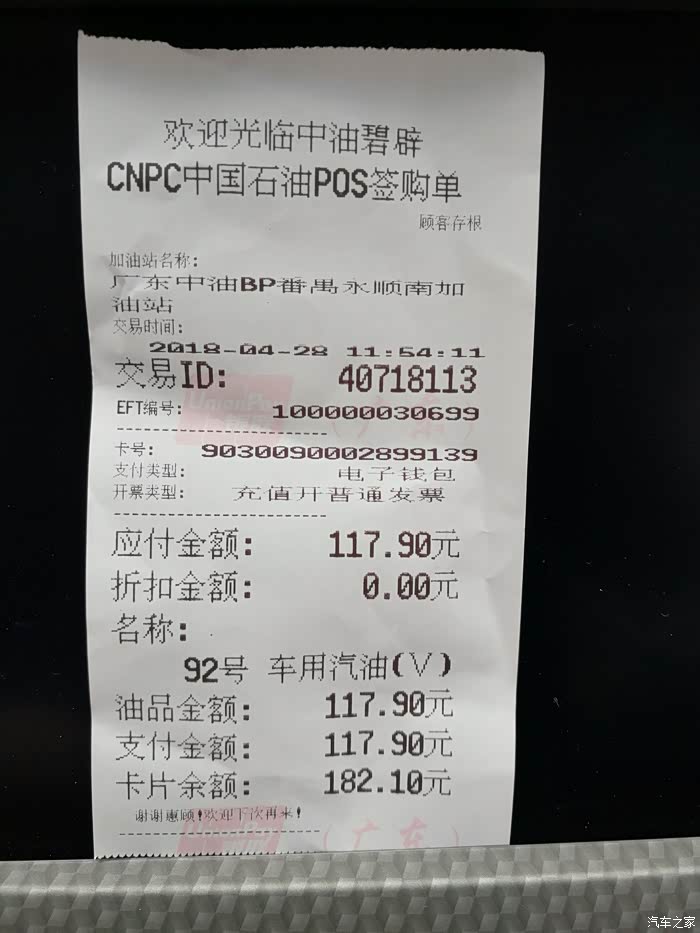 欢迎光临中油碧辟
CNPC中国石油POS签购单
顾客存根
加油站名称:
广东中油BP番禺永顺南加
油站
交易时间:
2018-04-28 11:54:11
交易ID: 40718113
EFT编号: 100000030699
卡号: 9030090002899139
支付类型: 电子钱包
开票类型: 充值开普通发票
应付金额: 117.90元
折扣金额: 0.00元
名称:
92号 车用汽油(Ⅴ)
油品金额: 117.90元
支付金额: 117.90元
卡片余额: 182.10元
谢谢惠顾!欢迎下次再来!
(广东)
汽车之家